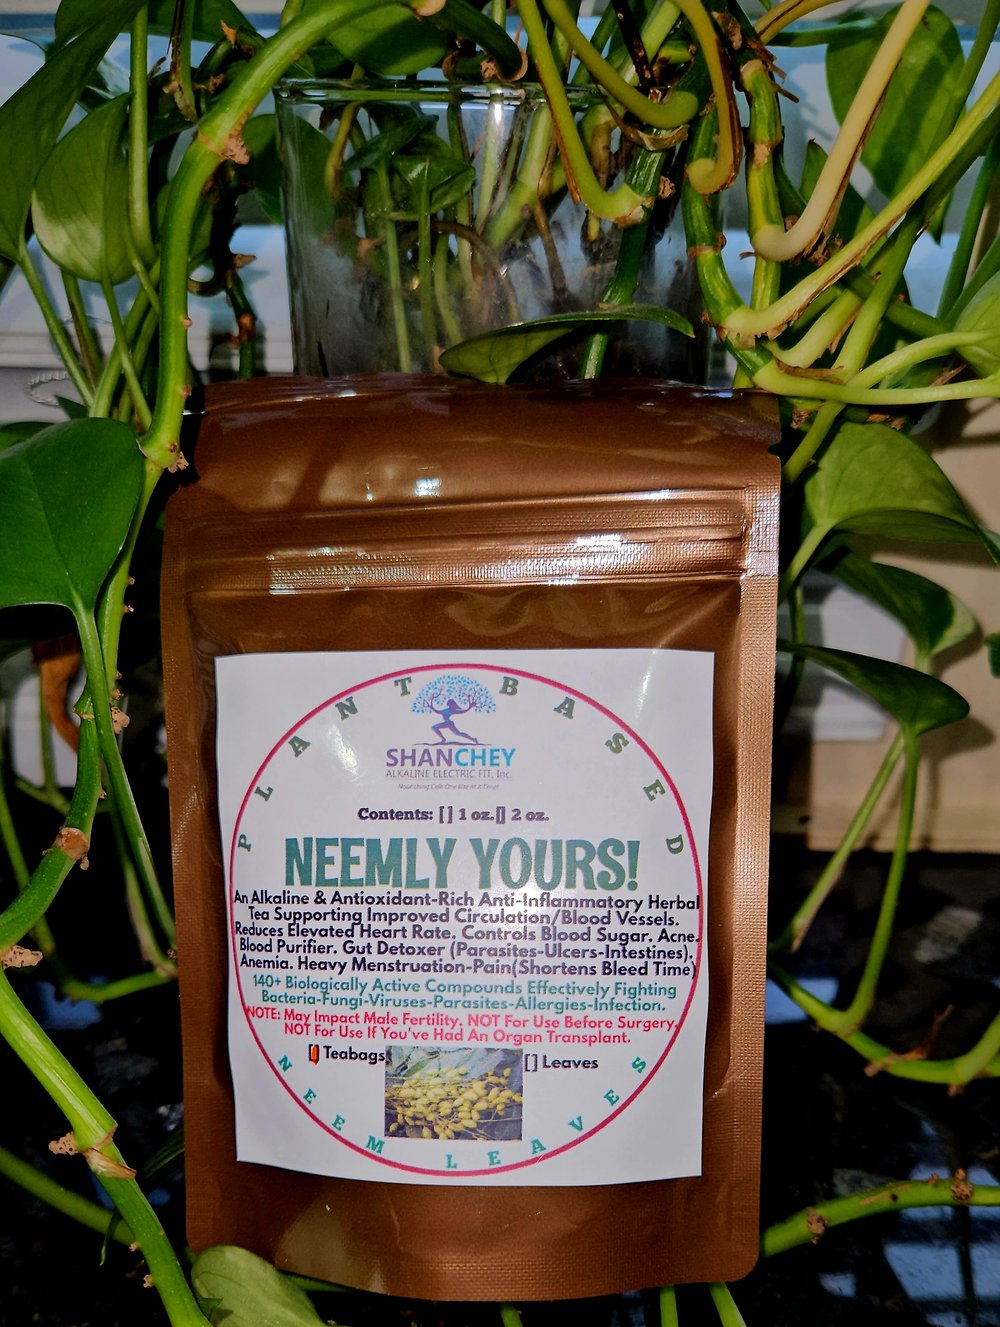 PLANT BASED
SHANCHEY
ALKALINE ELECTRIC FIT, Inc.
Nourishing Cells One Bite At A Time!
Contents: [] 1 oz.[] 2 oz.
NEEMLY YOURS!
An Alkaline & Antioxidant-Rich Anti-Inflammatory Herbal
Tea Supporting Improved Circulation/Blood Vessels.
Reduces Elevated Heart Rate. Controls Blood Sugar. Acne.
Blood Purifier. Gut Detoxer (Parasites-Ulcers-Intestines).
Anemia. Heavy Menstruation-Pain(Shortens Bleed Time)
140+ Biologically Active Compounds Effectively Fighting
Bacteria-Fungi-Viruses-Parasites-Allergies-Infection.
NOTE: May Impact Male Fertility. NOT For Use Before Surgery.
NOT For Use If You've Had An Organ Transplant.
[] Teabags [] Leaves
NEEM LEAVES